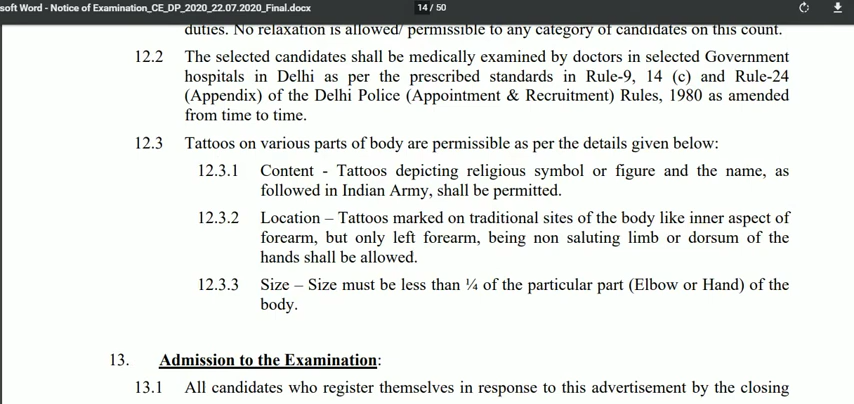 soft Word - Notice of Examination_CE_DP_2020_22.07.2020_Final.docx
14 / 50
duties. No relaxation is allowed/ permissible to any category of candidates on this count.
12.2 The selected candidates shall be medically examined by doctors in selected Government
hospitals in Delhi as per the prescribed standards in Rule-9, 14 (c) and Rule-24
(Appendix) of the Delhi Police (Appointment & Recruitment) Rules, 1980 as amended
from time to time.
12.3 Tattoos on various parts of body are permissible as per the details given below:
12.3.1 Content - Tattoos depicting religious symbol or figure and the name, as
followed in Indian Army, shall be permitted.
12.3.2 Location – Tattoos marked on traditional sites of the body like inner aspect of
forearm, but only left forearm, being non saluting limb or dorsum of the
hands shall be allowed.
12.3.3 Size – Size must be less than ¼ of the particular part (Elbow or Hand) of the
body.
13. Admission to the Examination:
13.1 All candidates who register themselves in response to this advertisement by the closing